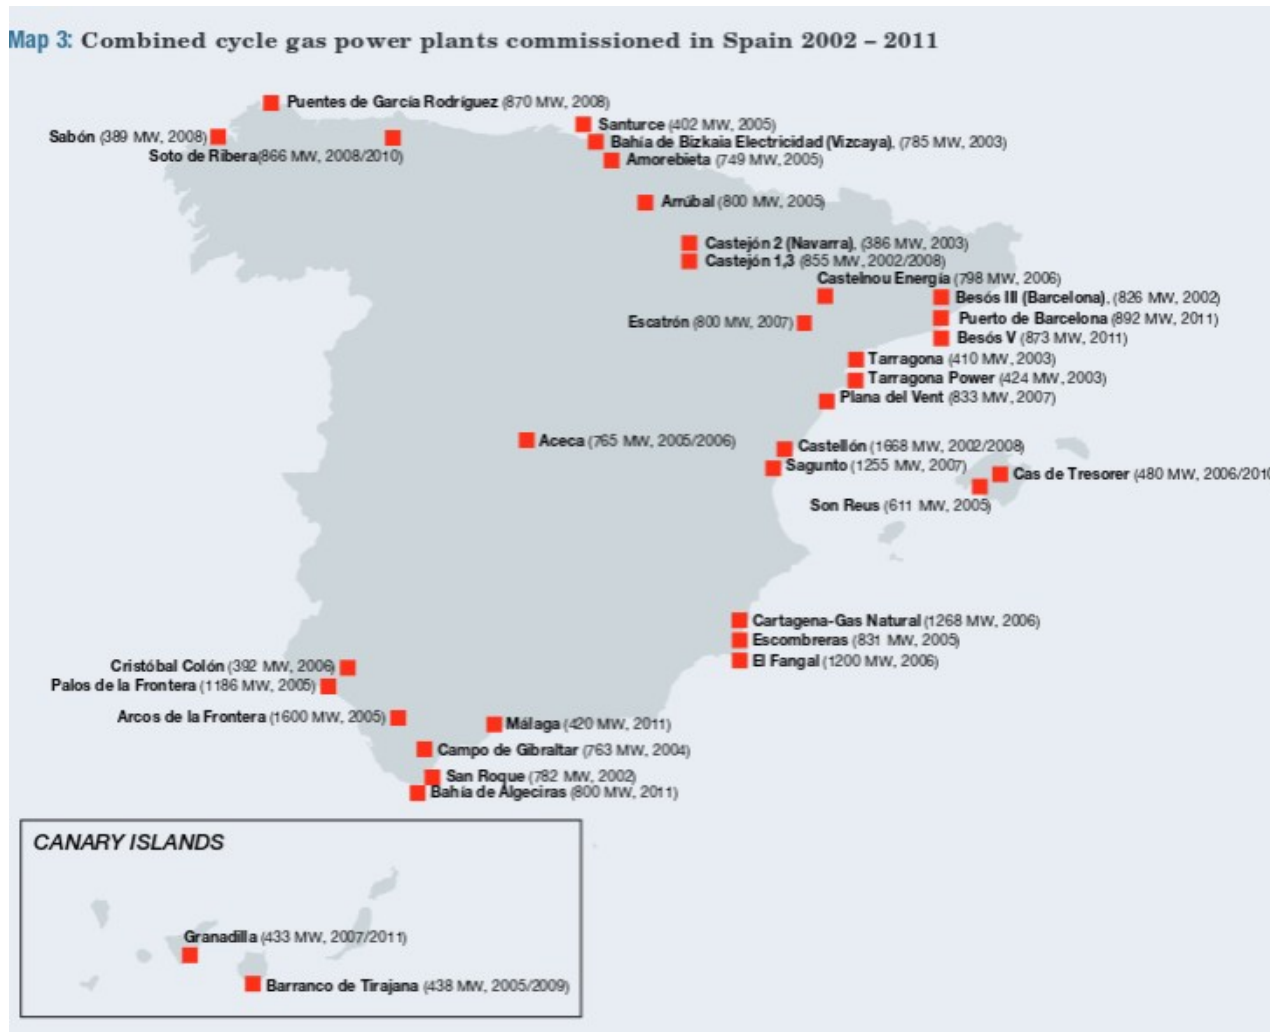 Map 3: Combined cycle gas power plants commissioned in Spain 2002 – 2011
Puentes de García Rodríguez (870 MW, 2008)
Sabón (389 MW, 2008)
Soto de Ribera(866 MW, 2008/2010)
Santurce (402 MW, 2005)
Bahía de Bizkaia Electricidad (Vizcaya), (785 MW, 2003)
Amorebieta (749 MW, 2005)
Arrúbal (800 MW, 2005)
Castejón 2 (Navarra), (386 MW, 2003)
Castejón 1,3 (855 MW, 2002/2008)
Castelnou Energía (798 MW, 2006)
Besós III (Barcelona), (826 MW, 2002)
Escatrón (800 MW, 2007)
Puerto de Barcelona (892 MW, 2011)
Besós V (873 MW, 2011)
Tarragona (410 MW, 2003)
Tarragona Power (424 MW, 2003)
Plana del Vent (833 MW, 2007)
Aceca (765 MW, 2005/2006)
Castellón (1668 MW, 2002/2008)
Sagunto (1255 MW, 2007)
Cas de Tresorer (480 MW, 2006/2010
Son Reus (611 MW, 2005)
Cartagena-Gas Natural (1268 MW, 2006)
Escombreras (831 MW, 2005)
El Fangal (1200 MW, 2006)
Cristóbal Colón (392 MW, 2006)
Palos de la Frontera (1186 MW, 2005)
Arcos de la Frontera (1600 MW, 2005)
Málaga (420 MW, 2011)
Campo de Gibraltar (763 MW, 2004)
San Roque (782 MW, 2002)
Bahía de Algeciras (800 MW, 2011)
CANARY ISLANDS
Granadilla (433 MW, 2007/2011)
Barranco de Tirajana (438 MW, 2005/2009)